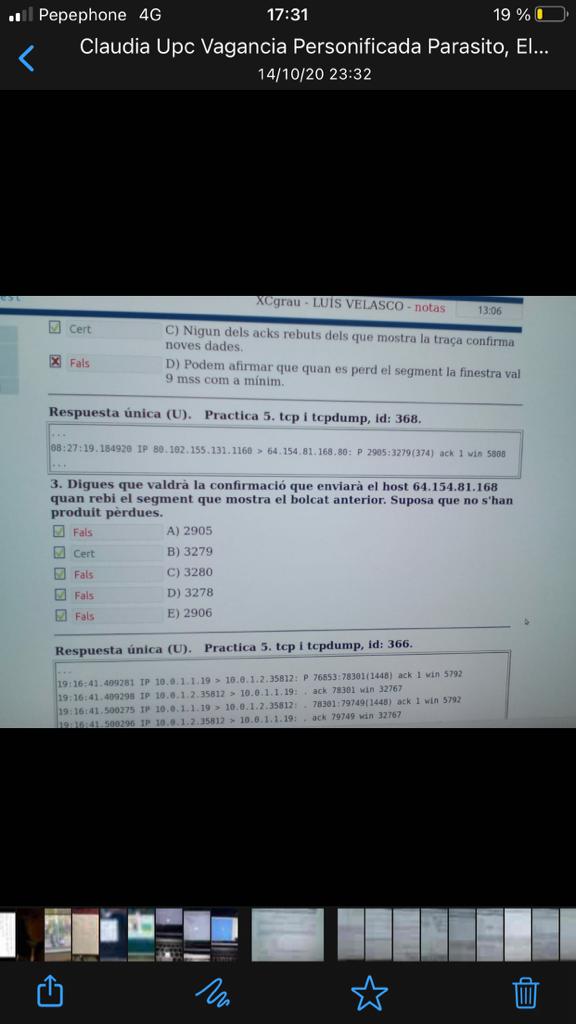 Pepephone 4G
17:31
19 %
Claudia Upc Vagancia Personificada Parasito, El...
14/10/20 23:32
XCgrau - LUÍS VELASCO - notas
13:06
Cert
C) Nigun dels acks rebuts dels que mostra la traça confirma
noves dades.
Fals
D) Podem afirmar que quan es perd el segment la finestra val
9 mss com a mínim.
Respuesta única (U). Practica 5. tcp i tcpdump, id: 368.
...
08:27:19.184920 IP 80.102.155.131.1160 > 64.154.81.168.80: P 2905:3279(374) ack 1 win 5808
...
3. Digues que valdrà la confirmació que enviarà el host 64.154.81.168
quan rebi el segment que mostra el bolcat anterior. Suposa que no s'han
produit pèrdues.
Fals
A) 2905
Cert
B) 3279
Fals
C) 3280
Fals
D) 3278
Fals
E) 2906
Respuesta única (U). Practica 5. tcp i tcpdump, id: 366.
...
19:16:41.409281 IP 10.0.1.1.19 > 10.0.1.2.35812: P 76853:78301(1448) ack 1 win 5792
19:16:41.409298 IP 10.0.1.2.35812 > 10.0.1.1.19: . ack 78301 win 32767
19:16:41.500275 IP 10.0.1.1.19 > 10.0.1.2.35812: . 78301:79749(1448) ack 1 win 5792
19:16:41.500296 IP 10.0.1.2.35812 > 10.0.1.1.19: . ack 79749 win 32767